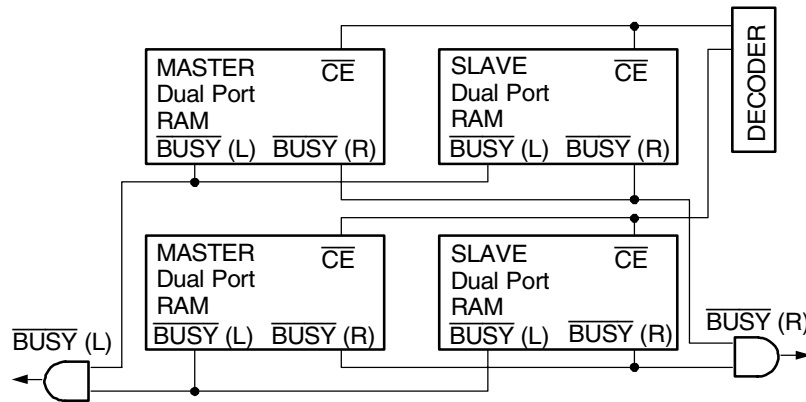 MASTER
Dual Port
RAM
CE
BUSY (L) BUSY (R)
SLAVE
Dual Port
RAM
CE
BUSY (L) BUSY (R)
DECODER
MASTER
Dual Port
RAM
CE
BUSY (L) BUSY (R)
SLAVE
Dual Port
RAM
CE
BUSY (L) BUSY (R)
BUSY (L)
BUSY (R)